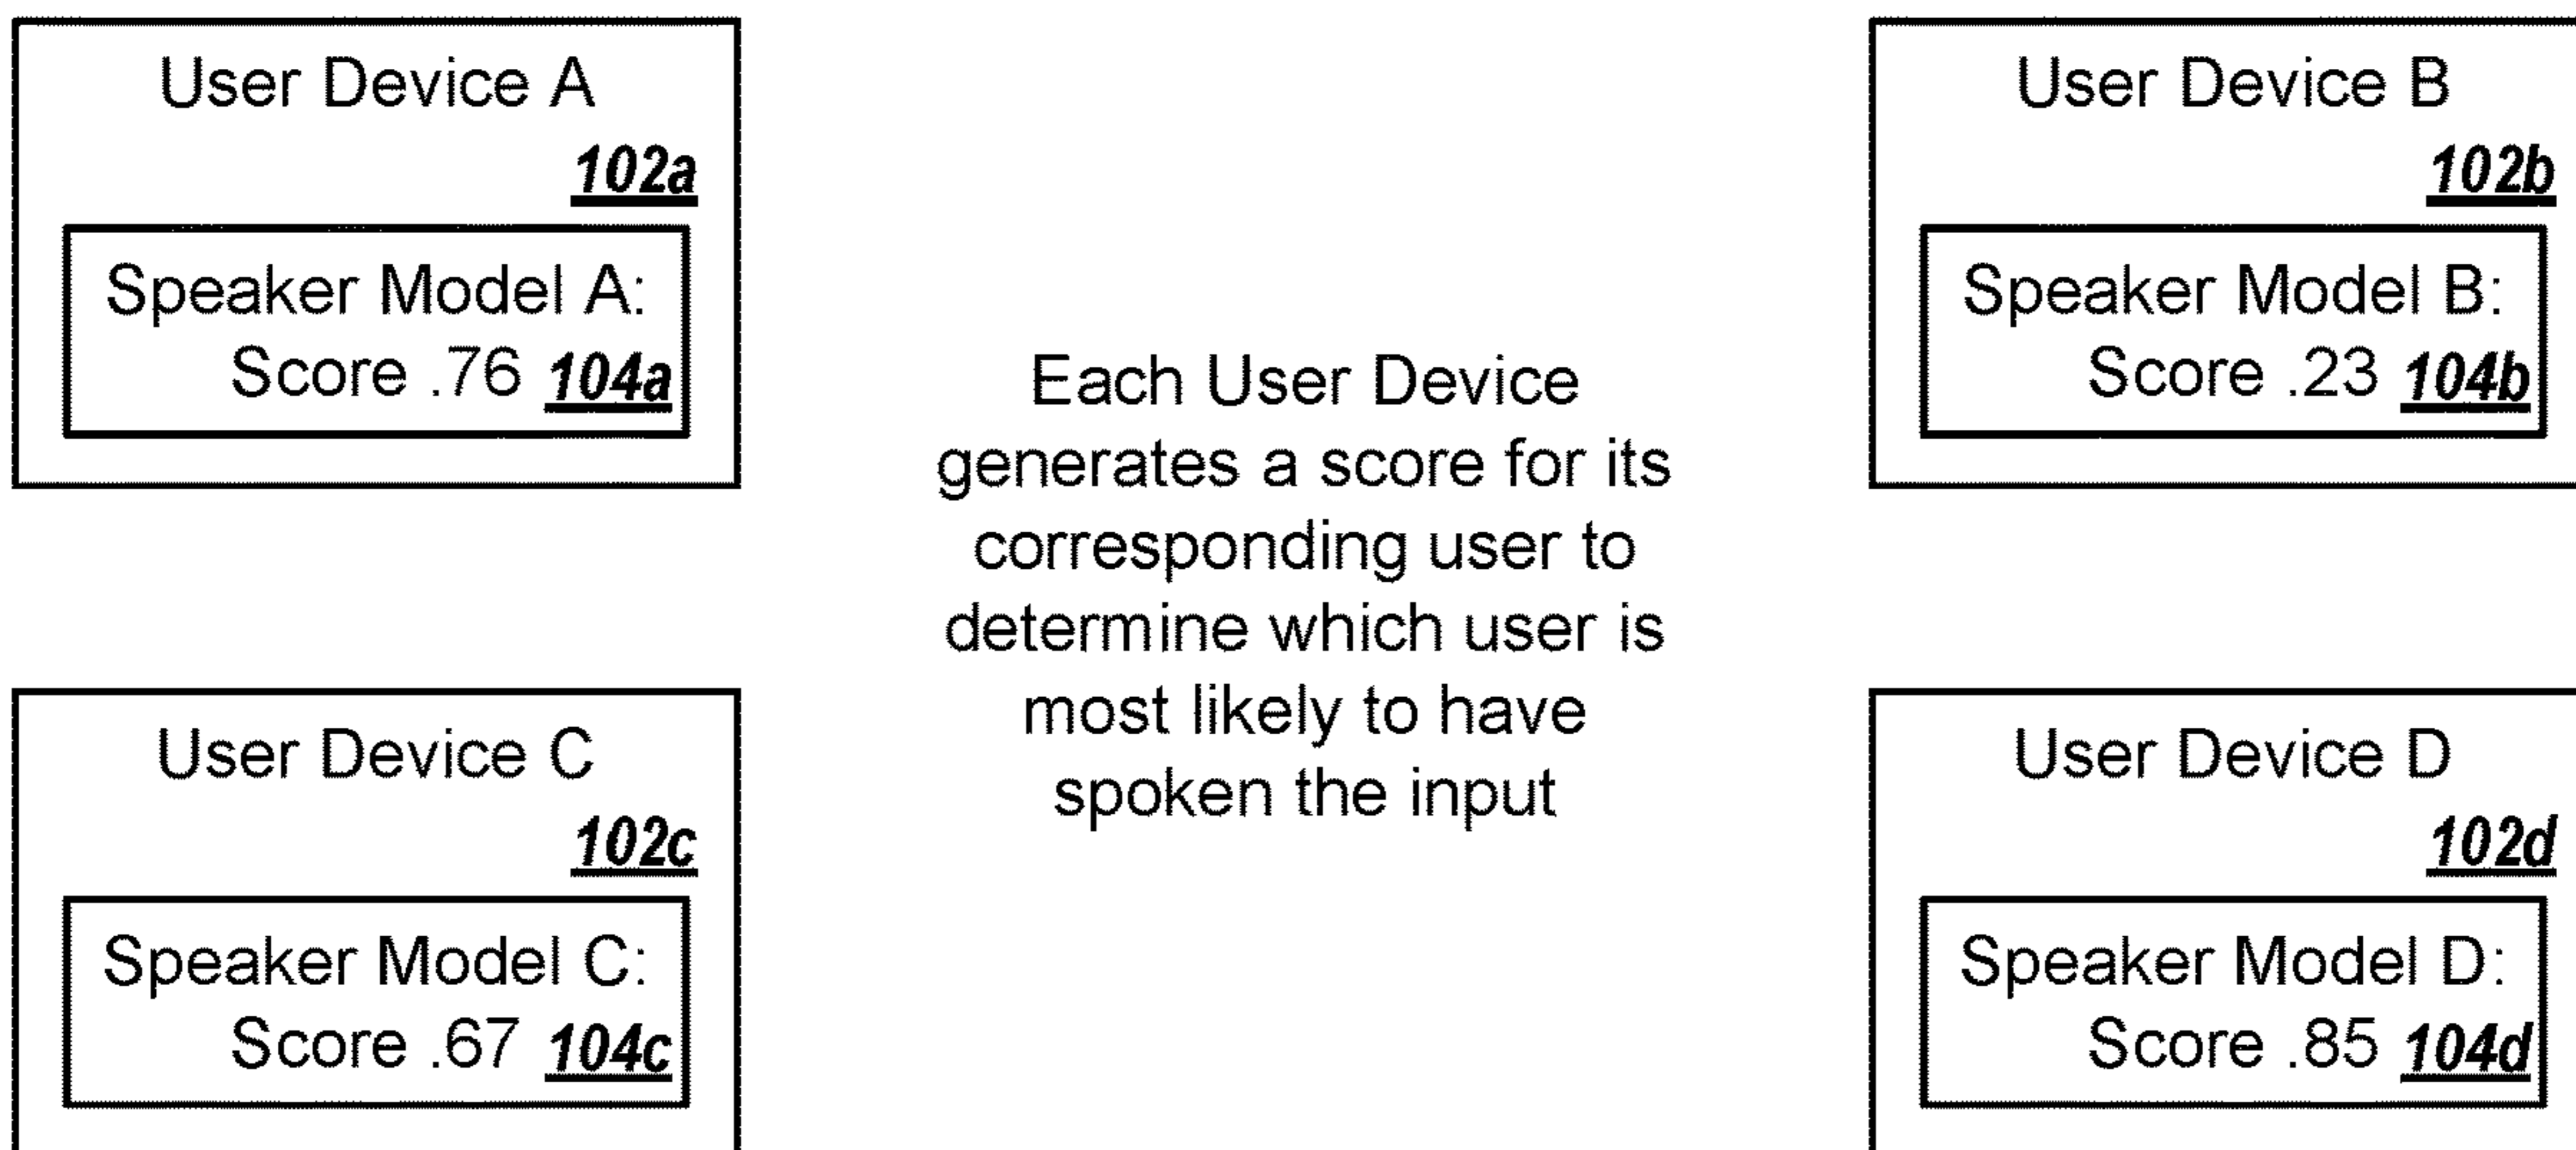 User Device A
102a
Speaker Model A:
Score .76 104a
User Device B
102b
Speaker Model B:
Score .23 104b
Each User Device
generates a score for its
corresponding user to
determine which user is
most likely to have
spoken the input
User Device C
102c
Speaker Model C:
Score .67 104c
User Device D
102d
Speaker Model D:
Score .85 104d